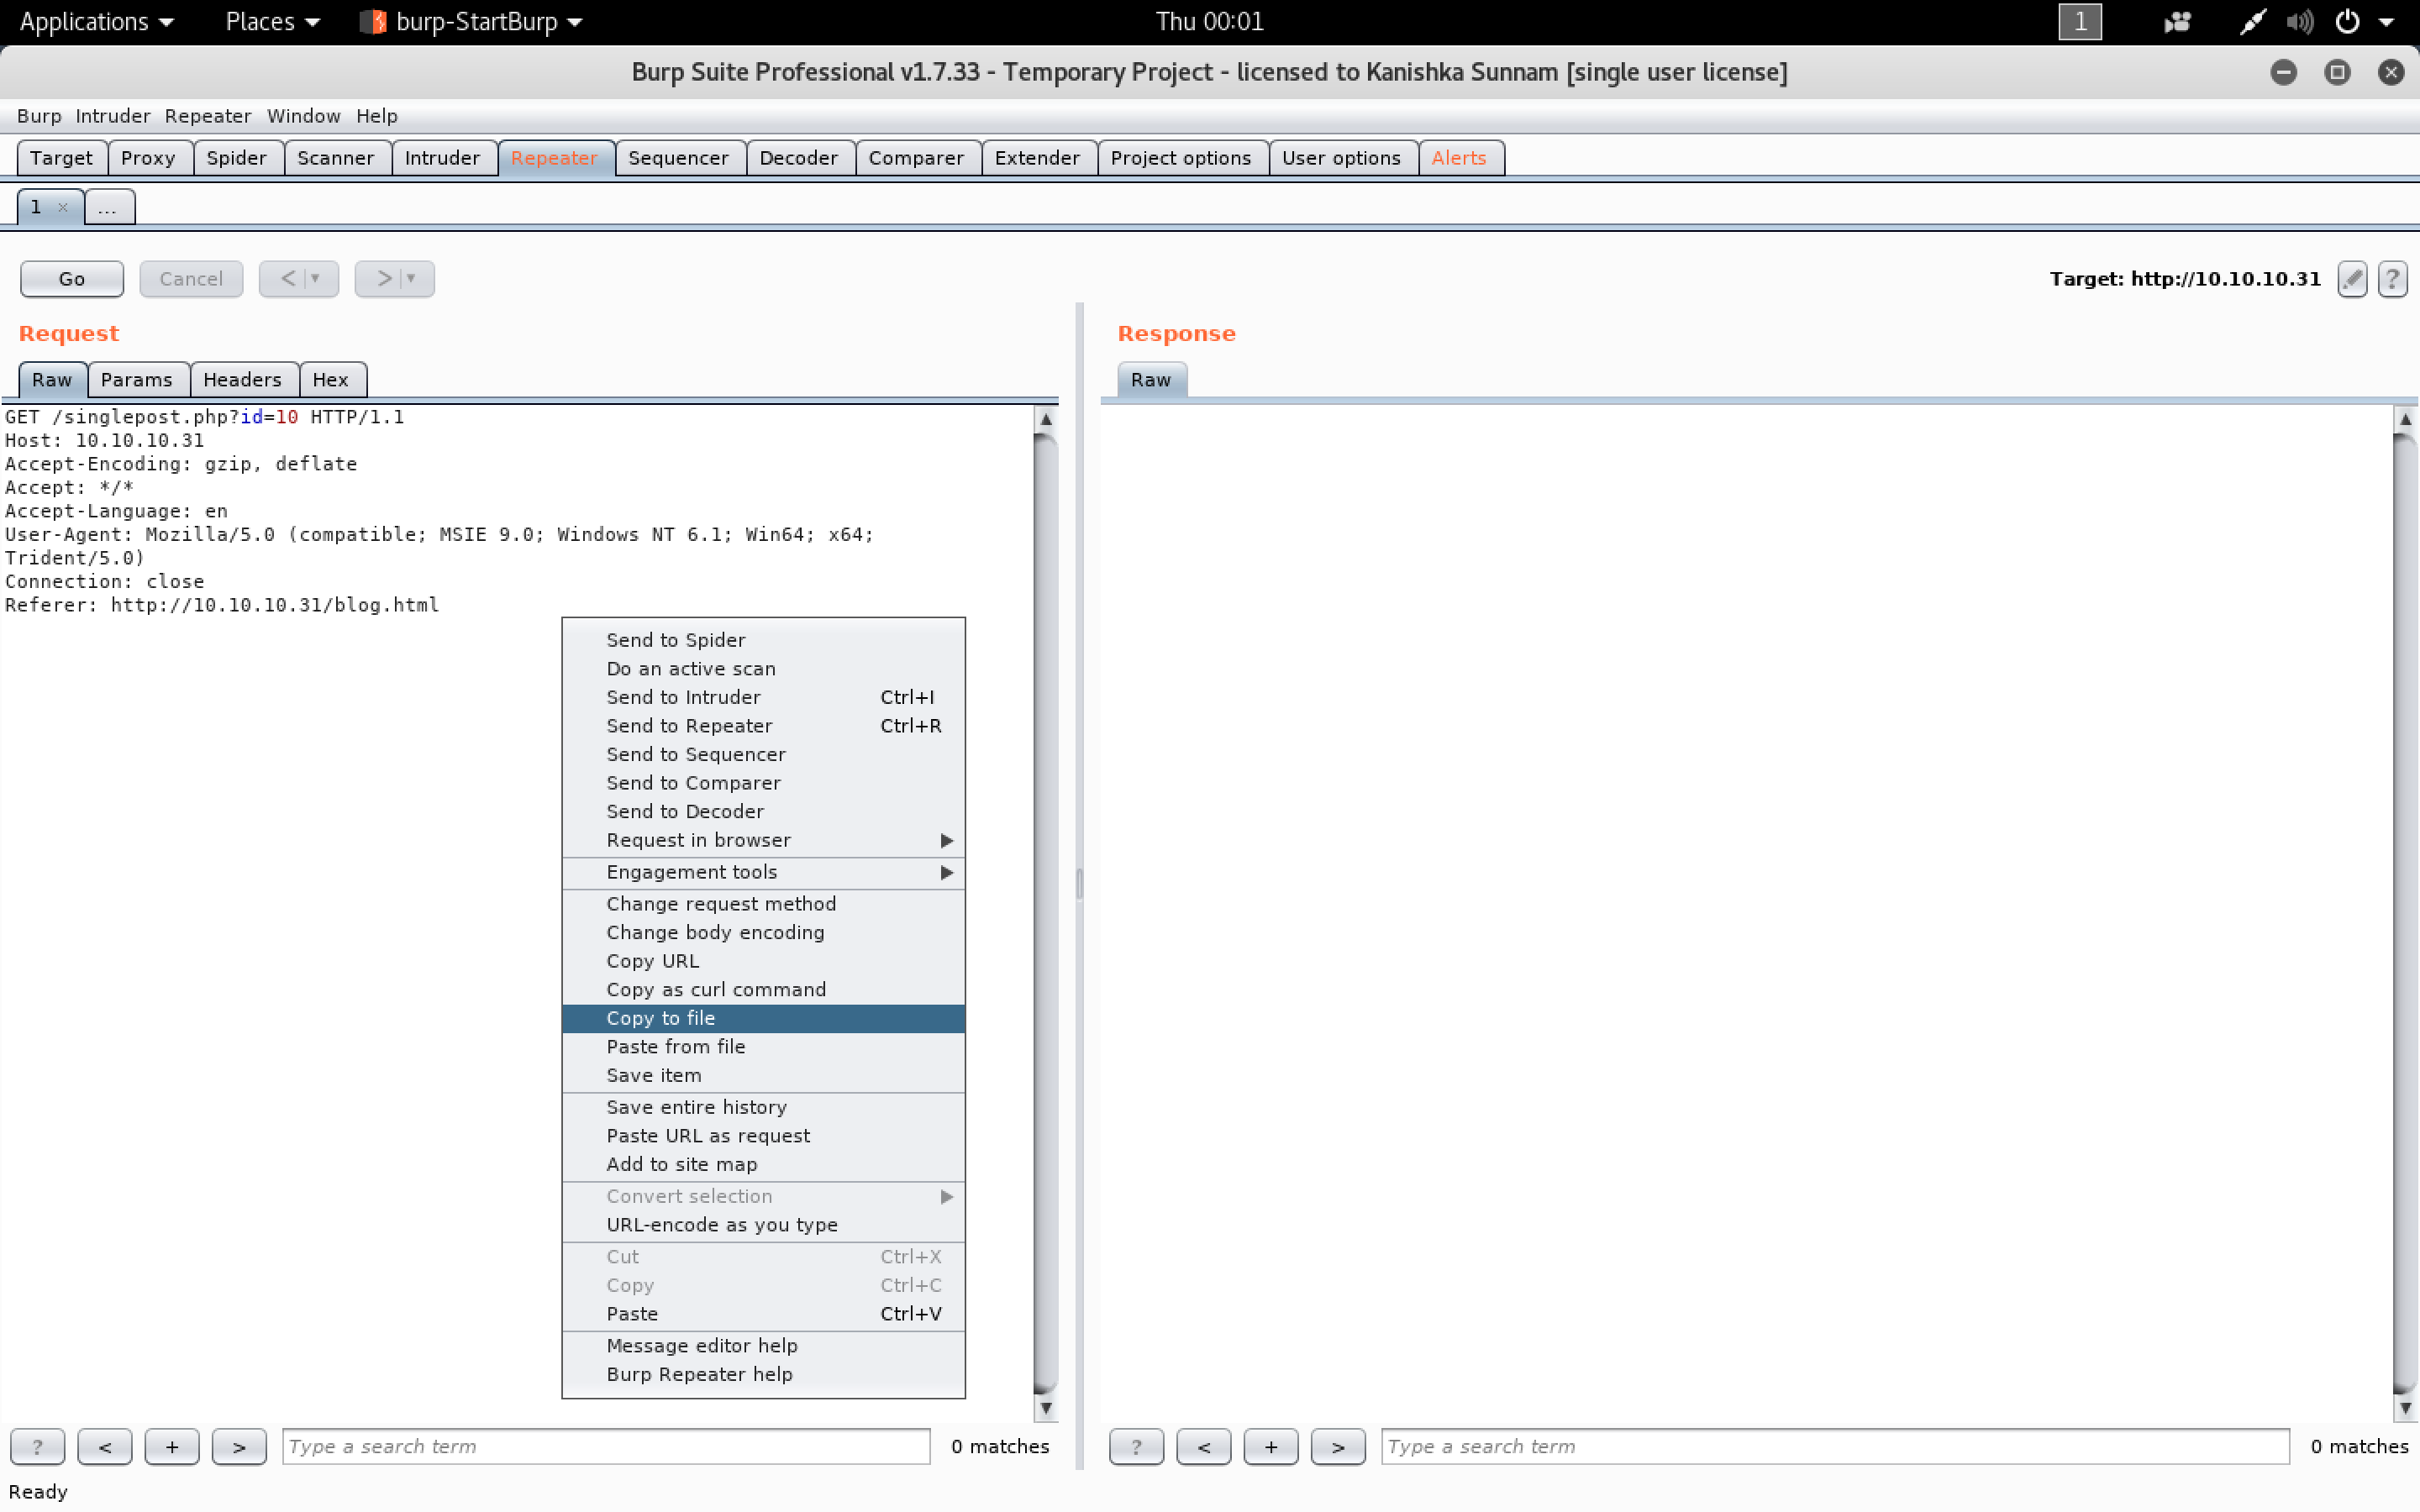 Applications Places burp-StartBurp Thu 00:01 1
Burp Suite Professional v1.7.33 - Temporary Project - licensed to Kanishka Sunnam [single user license]
Burp Intruder Repeater Window Help
Target Proxy Spider Scanner Intruder Repeater Sequencer Decoder Comparer Extender Project options User options Alerts
1 × ...
Go Cancel < > Target: http://10.10.10.31 ?
Request
Raw Params Headers Hex
GET /singlepost.php?id=10 HTTP/1.1
Host: 10.10.10.31
Accept-Encoding: gzip, deflate
Accept: */*
Accept-Language: en
User-Agent: Mozilla/5.0 (compatible; MSIE 9.0; Windows NT 6.1; Win64; x64;
Trident/5.0)
Connection: close
Referer: http://10.10.10.31/blog.html
Send to Spider
Do an active scan
Send to Intruder Ctrl+I
Send to Repeater Ctrl+R
Send to Sequencer
Send to Comparer
Send to Decoder
Request in browser
Engagement tools
Change request method
Change body encoding
Copy URL
Copy as curl command
Copy to file
Paste from file
Save item
Save entire history
Paste URL as request
Add to site map
Convert selection
URL-encode as you type
Cut Ctrl+X
Copy Ctrl+C
Paste Ctrl+V
Message editor help
Burp Repeater help
? < + > Type a search term 0 matches
Response
Raw
? < + > Type a search term 0 matches
Ready